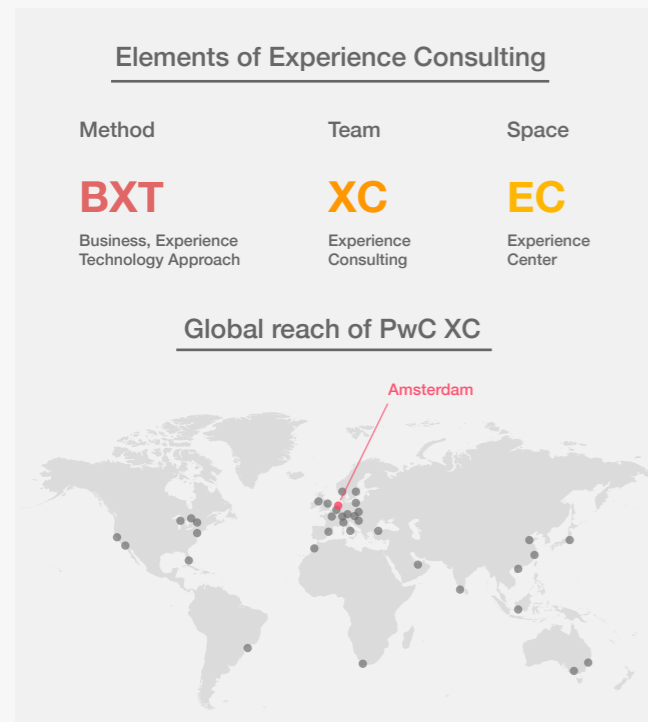 Elements of Experience Consulting
Method
Team
Space
BXT
XC
EC
Business, Experience
Technology Approach
Experience
Consulting
Experience
Center
Global reach of PwC XC
Amsterdam